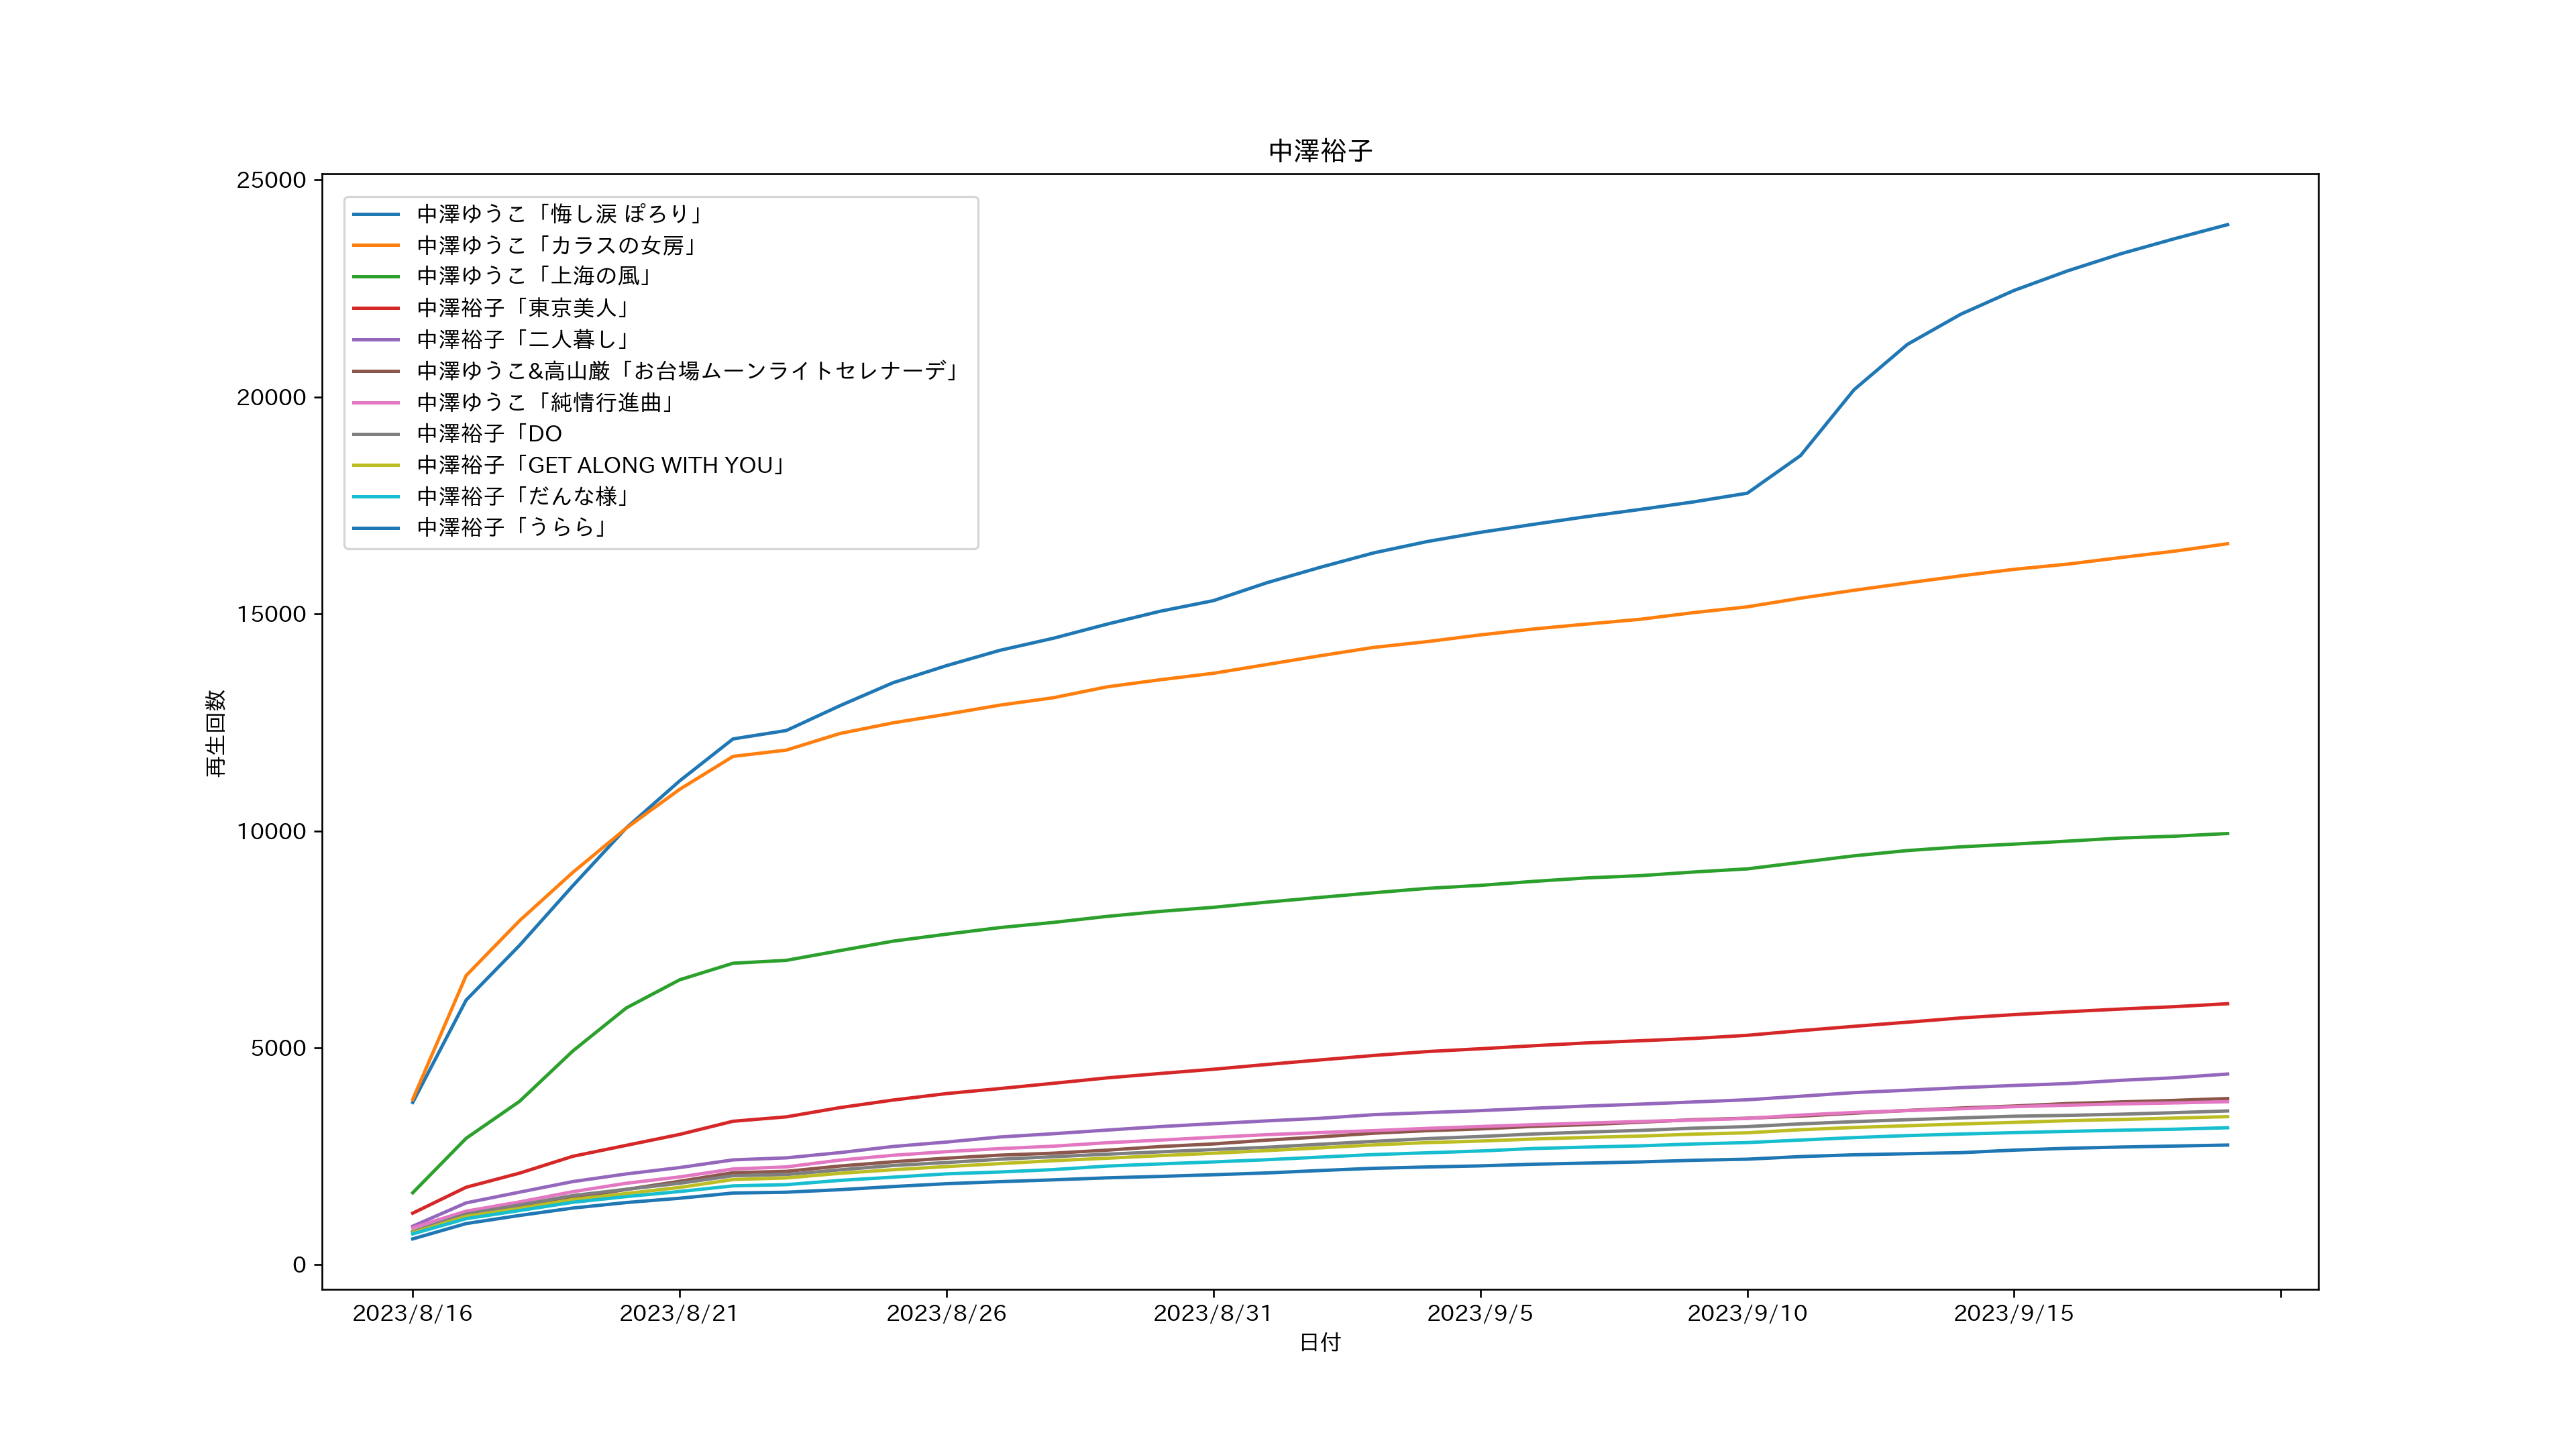 中澤裕子
25000
20000
15000
10000
5000
0
再生回数
中澤ゆうこ「悔し涙 ぽろり」
中澤ゆうこ「カラスの女房」
中澤ゆうこ「上海の風」
中澤裕子「東京美人」
中澤裕子「二人暮し」
中澤ゆうこ&高山厳「お台場ムーンライトセレナーデ」
中澤ゆうこ「純情行進曲」
中澤裕子「DO
中澤裕子「GET ALONG WITH YOU」
中澤裕子「だんな様」
中澤裕子「うらら」
2023/8/16 2023/8/21 2023/8/26 2023/8/31 2023/9/5 2023/9/10 2023/9/15
日付